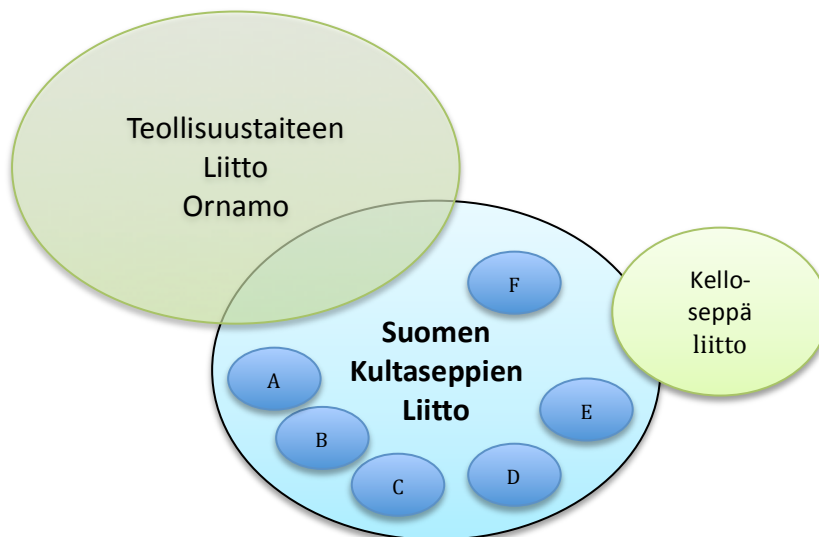 Teollisuustaiteen
Liitto
Ornamo
F
Kello-
seppä
liitto
Suomen
Kultaseppien
Liitto
A
B
C
D
E